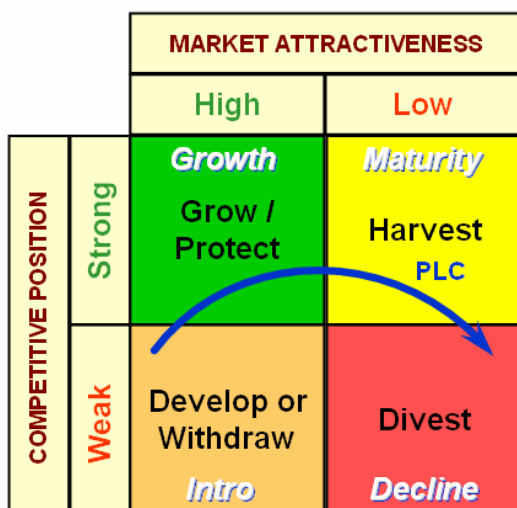 MARKET ATTRACTIVENESS
High
Low
COMPETITIVE POSITION
Strong
Weak
Growth
Grow /
Protect
Maturity
Harvest
PLC
Develop or
Withdraw
Intro
Divest
Decline